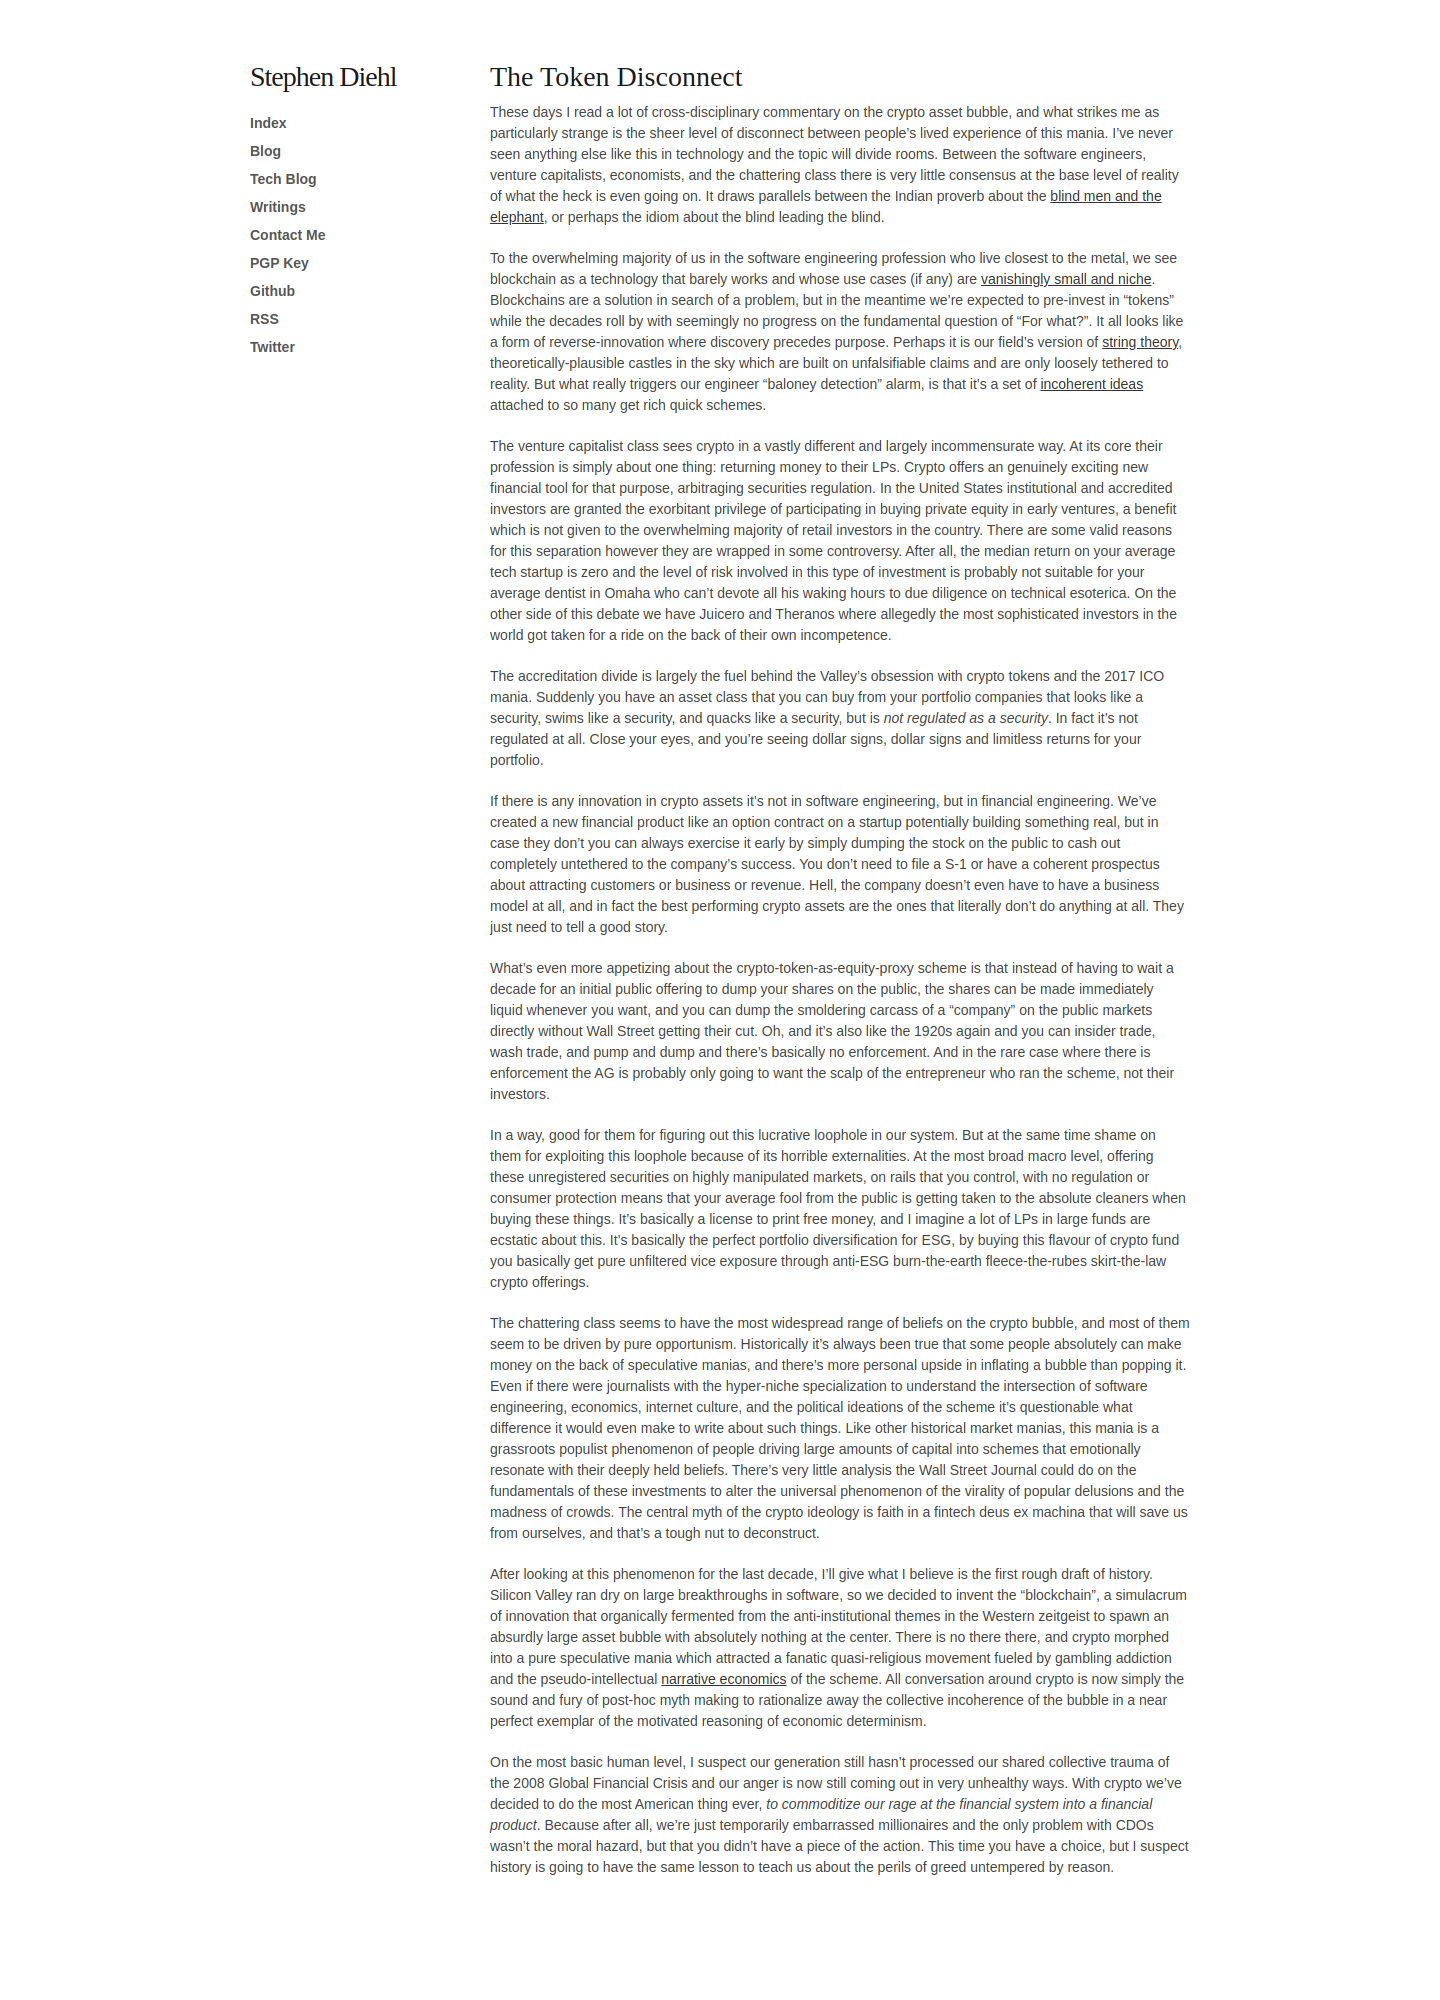 Stephen Diehl
Index
Blog
Tech Blog
Writings
Contact Me
PGP Key
Github
RSS
Twitter
The Token Disconnect
These days I read a lot of cross-disciplinary commentary on the crypto asset bubble, and what strikes me as
particularly strange is the sheer level of disconnect between people’s lived experience of this mania. I’ve never
seen anything else like this in technology and the topic will divide rooms. Between the software engineers,
venture capitalists, economists, and the chattering class there is very little consensus at the base level of reality
of what the heck is even going on. It draws parallels between the Indian proverb about the blind men and the
elephant, or perhaps the idiom about the blind leading the blind.
To the overwhelming majority of us in the software engineering profession who live closest to the metal, we see
blockchain as a technology that barely works and whose use cases (if any) are vanishingly small and niche.
Blockchains are a solution in search of a problem, but in the meantime we’re expected to pre-invest in “tokens”
while the decades roll by with seemingly no progress on the fundamental question of “For what?”. It all looks like
a form of reverse-innovation where discovery precedes purpose. Perhaps it is our field’s version of string theory,
theoretically-plausible castles in the sky which are built on unfalsifiable claims and are only loosely tethered to
reality. But what really triggers our engineer “baloney detection” alarm, is that it’s a set of incoherent ideas
attached to so many get rich quick schemes.
The venture capitalist class sees crypto in a vastly different and largely incommensurate way. At its core their
profession is simply about one thing: returning money to their LPs. Crypto offers an genuinely exciting new
financial tool for that purpose, arbitraging securities regulation. In the United States institutional and accredited
investors are granted the exorbitant privilege of participating in buying private equity in early ventures, a benefit
which is not given to the overwhelming majority of retail investors in the country. There are some valid reasons
for this separation however they are wrapped in some controversy. After all, the median return on your average
tech startup is zero and the level of risk involved in this type of investment is probably not suitable for your
average dentist in Omaha who can’t devote all his waking hours to due diligence on technical esoterica. On the
other side of this debate we have Juicero and Theranos where allegedly the most sophisticated investors in the
world got taken for a ride on the back of their own incompetence.
The accreditation divide is largely the fuel behind the Valley’s obsession with crypto tokens and the 2017 ICO
mania. Suddenly you have an asset class that you can buy from your portfolio companies that looks like a
security, swims like a security, and quacks like a security, but is not regulated as a security. In fact it’s not
regulated at all. Close your eyes, and you’re seeing dollar signs, dollar signs and limitless returns for your
portfolio.
If there is any innovation in crypto assets it’s not in software engineering, but in financial engineering. We’ve
created a new financial product like an option contract on a startup potentially building something real, but in
case they don’t you can always exercise it early by simply dumping the stock on the public to cash out
completely untethered to the company’s success. You don’t need to file a S-1 or have a coherent prospectus
about attracting customers or business or revenue. Hell, the company doesn’t even have to have a business
model at all, and in fact the best performing crypto assets are the ones that literally don’t do anything at all. They
just need to tell a good story.
What’s even more appetizing about the crypto-token-as-equity-proxy scheme is that instead of having to wait a
decade for an initial public offering to dump your shares on the public, the shares can be made immediately
liquid whenever you want, and you can dump the smoldering carcass of a “company” on the public markets
directly without Wall Street getting their cut. Oh, and it’s also like the 1920s again and you can insider trade,
wash trade, and pump and dump and there’s basically no enforcement. And in the rare case where there is
enforcement the AG is probably only going to want the scalp of the entrepreneur who ran the scheme, not their
investors.
In a way, good for them for figuring out this lucrative loophole in our system. But at the same time shame on
them for exploiting this loophole because of its horrible externalities. At the most broad macro level, offering
these unregistered securities on highly manipulated markets, on rails that you control, with no regulation or
consumer protection means that your average fool from the public is getting taken to the absolute cleaners when
buying these things. It’s basically a license to print free money, and I imagine a lot of LPs in large funds are
ecstatic about this. It’s basically the perfect portfolio diversification for ESG, by buying this flavour of crypto fund
you basically get pure unfiltered vice exposure through anti-ESG burn-the-earth fleece-the-rubes skirt-the-law
crypto offerings.
The chattering class seems to have the most widespread range of beliefs on the crypto bubble, and most of them
seem to be driven by pure opportunism. Historically it’s always been true that some people absolutely can make
money on the back of speculative manias, and there’s more personal upside in inflating a bubble than popping it.
Even if there were journalists with the hyper-niche specialization to understand the intersection of software
engineering, economics, internet culture, and the political ideations of the scheme it’s questionable what
difference it would even make to write about such things. Like other historical market manias, this mania is a
grassroots populist phenomenon of people driving large amounts of capital into schemes that emotionally
resonate with their deeply held beliefs. There’s very little analysis the Wall Street Journal could do on the
fundamentals of these investments to alter the universal phenomenon of the virality of popular delusions and the
madness of crowds. The central myth of the crypto ideology is faith in a fintech deus ex machina that will save us
from ourselves, and that’s a tough nut to deconstruct.
After looking at this phenomenon for the last decade, I’ll give what I believe is the first rough draft of history.
Silicon Valley ran dry on large breakthroughs in software, so we decided to invent the “blockchain”, a simulacrum
of innovation that organically fermented from the anti-institutional themes in the Western zeitgeist to spawn an
absurdly large asset bubble with absolutely nothing at the center. There is no there there, and crypto morphed
into a pure speculative mania which attracted a fanatic quasi-religious movement fueled by gambling addiction
and the pseudo-intellectual narrative economics of the scheme. All conversation around crypto is now simply the
sound and fury of post-hoc myth making to rationalize away the collective incoherence of the bubble in a near
perfect exemplar of the motivated reasoning of economic determinism.
On the most basic human level, I suspect our generation still hasn’t processed our shared collective trauma of
the 2008 Global Financial Crisis and our anger is now still coming out in very unhealthy ways. With crypto we’ve
decided to do the most American thing ever, to commoditize our rage at the financial system into a financial
product. Because after all, we’re just temporarily embarrassed millionaires and the only problem with CDOs
wasn’t the moral hazard, but that you didn’t have a piece of the action. This time you have a choice, but I suspect
history is going to have the same lesson to teach us about the perils of greed untempered by reason.